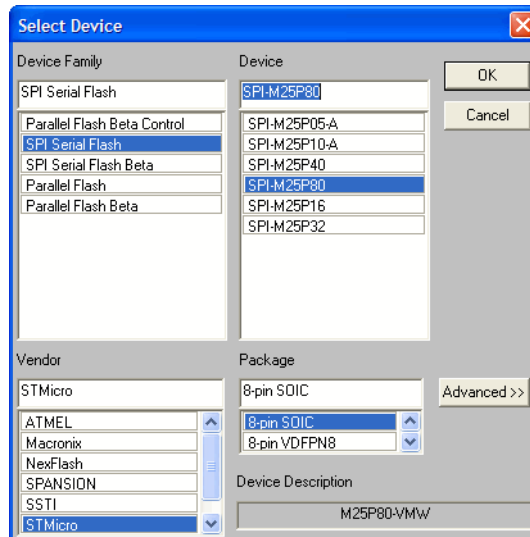 Select Device
Device Family
SPI Serial Flash
Parallel Flash Beta Control
SPI Serial Flash
SPI Serial Flash Beta
Parallel Flash
Parallel Flash Beta
Device
SPI-M25P80
SPI-M25P05-A
SPI-M25P10-A
SPI-M25P40
SPI-M25P80
SPI-M25P16
SPI-M25P32
OK
Cancel
Vendor
STMicro
ATMEL
Macronix
NexFlash
SPANSION
SSTI
STMicro
Package
8-pin SOIC
8-pin SOIC
8-pin VDFPN8
Advanced >>
Device Description
M25P80-VMW